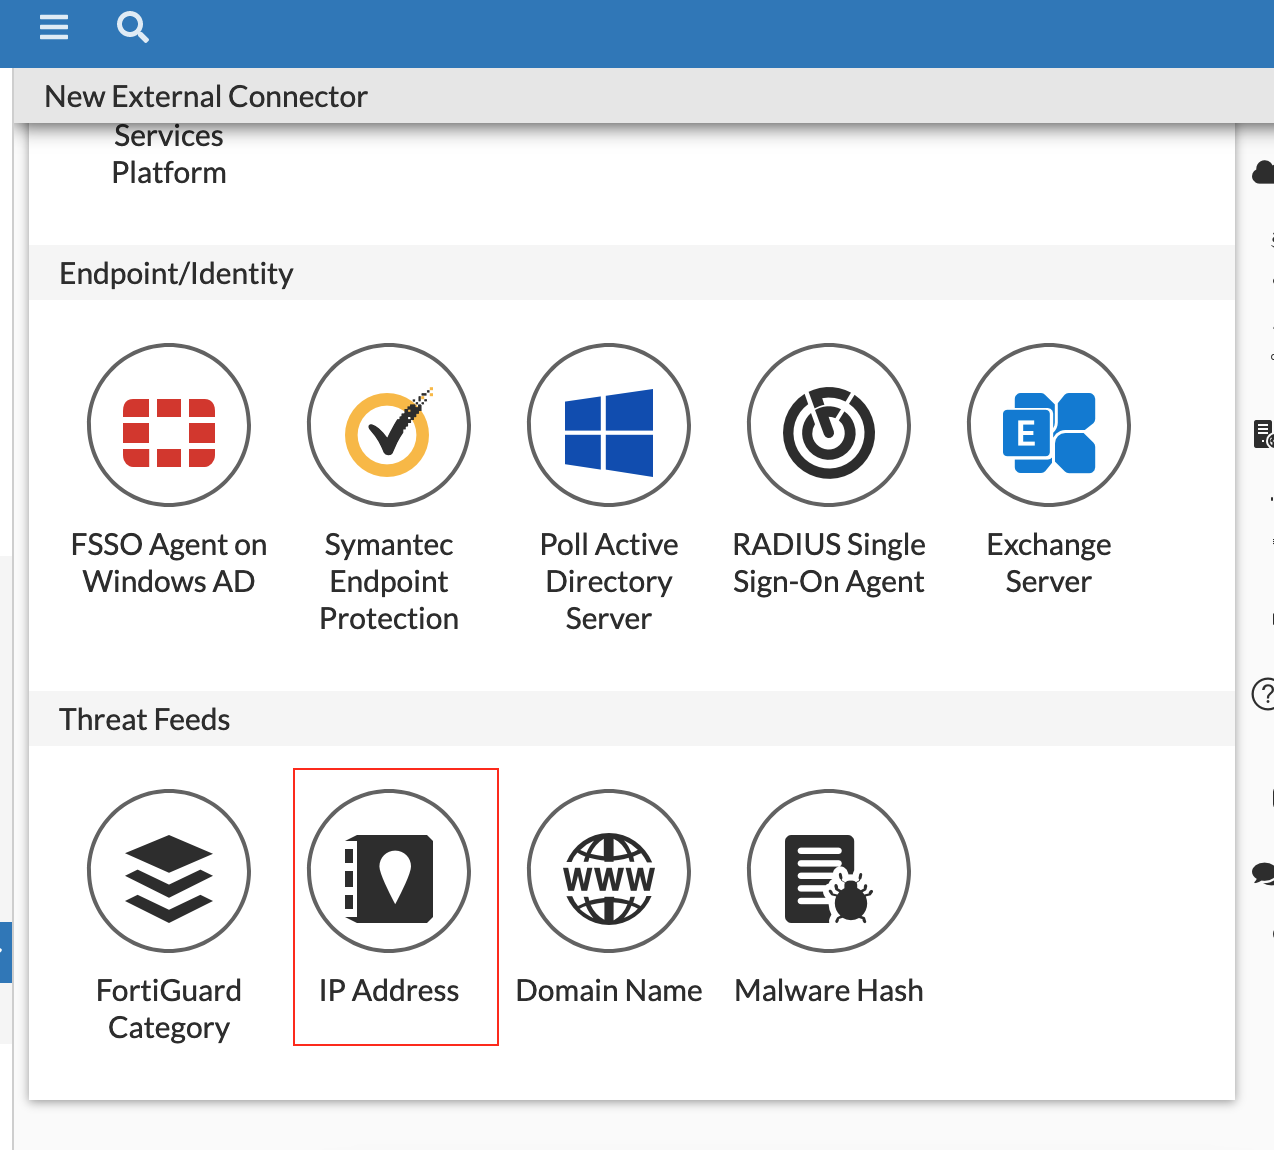 New External Connector
Services
Platform
Endpoint/Identity
E
FSSO Agent on
Windows AD
Symantec
Endpoint
Protection
Poll Active
Directory
Server
RADIUS Single
Sign-On Agent
Exchange
Server
Threat Feeds
WWW
FortiGuard
Category
IP Address
Domain Name
Malware Hash